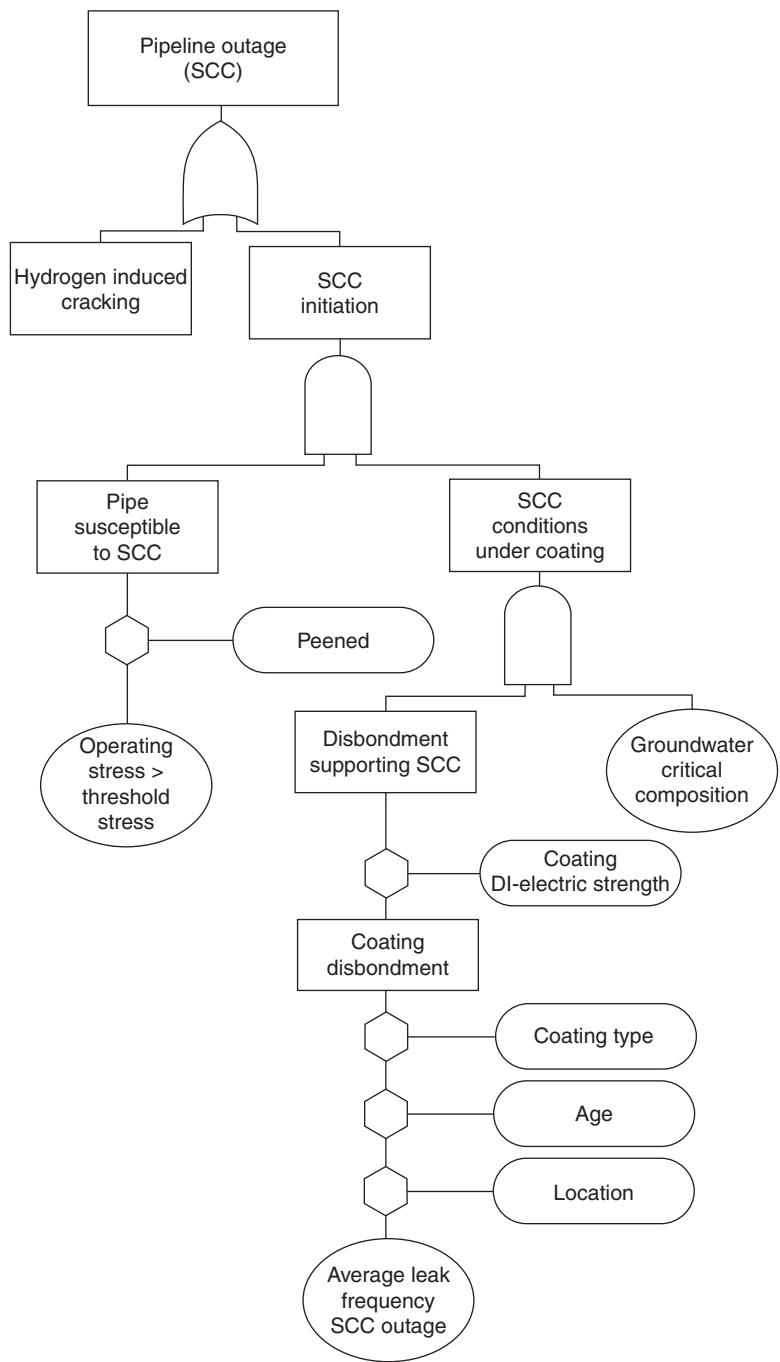 Pipeline outage
(SCC)
Hydrogen induced
cracking
SCC
initiation
Pipe
susceptible
to SCC
SCC
conditions
under coating
Peened
Operating
stress >
threshold
stress
Disbondment
supporting SCC
Groundwater
critical
composition
Coating
DI-electric strength
Coating
disbondment
Coating type
Age
Location
Average leak
frequency
SCC outage